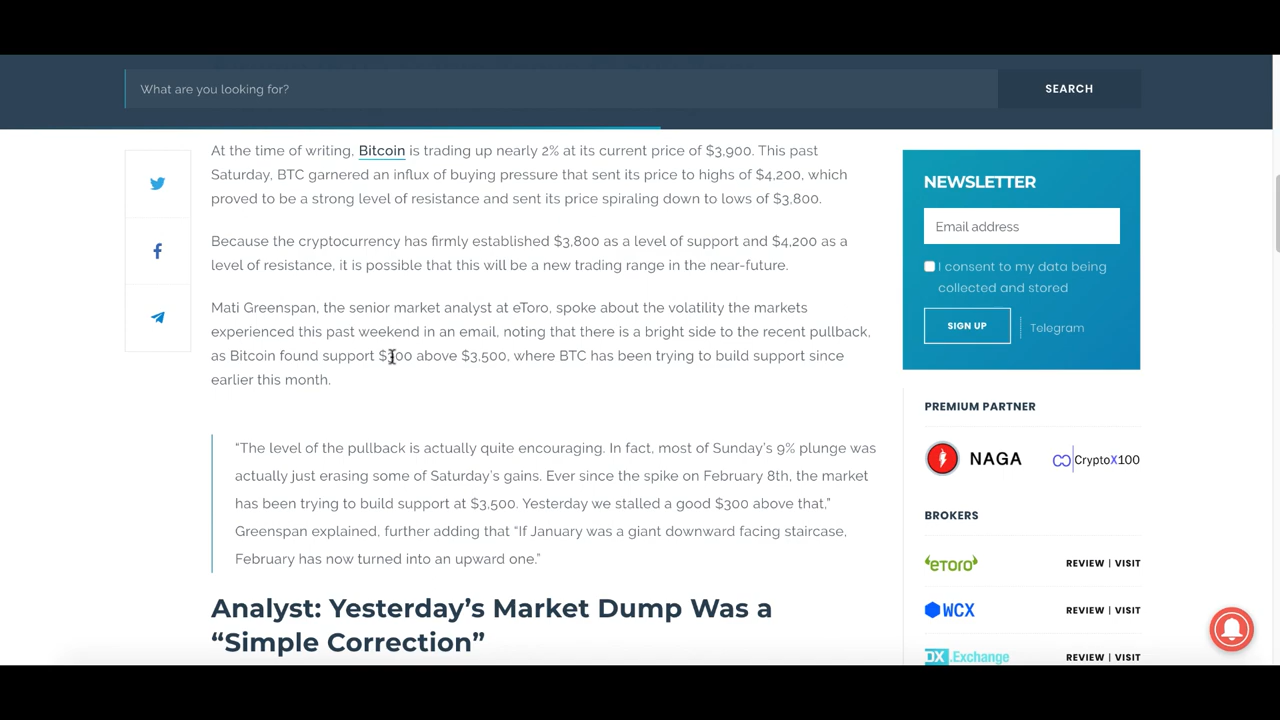 What are you looking for?
SEARCH
At the time of writing, Bitcoin is trading up nearly 2% at its current price of $3,900. This past
Saturday, BTC garnered an influx of buying pressure that sent its price to highs of $4,200, which
proved to be a strong level of resistance and sent its price spiraling down to lows of $3,800.
Because the cryptocurrency has firmly established $3,800 as a level of support and $4,200 as a
level of resistance, it is possible that this will be a new trading range in the near-future.
Mati Greenspan, the senior market analyst at eToro, spoke about the volatility the markets
experienced this past weekend in an email, noting that there is a bright side to the recent pullback,
as Bitcoin found support $300 above $3,500, where BTC has been trying to build support since
earlier this month.
“The level of the pullback is actually quite encouraging. In fact, most of Sunday’s 9% plunge was
actually just erasing some of Saturday’s gains. Ever since the spike on February 8th, the market
has been trying to build support at $3,500. Yesterday we stalled a good $300 above that,”
Greenspan explained, further adding that “If January was a giant downward facing staircase,
February has now turned into an upward one.”
Analyst: Yesterday’s Market Dump Was a
“Simple Correction”
NEWSLETTER
Email address
I consent to my data being
collected and stored
SIGN UP
Telegram
PREMIUM PARTNER
NAGA
CryptoX100
BROKERS
eToro
REVIEW | VISIT
WCX
REVIEW | VISIT
DX.Exchange
REVIEW | VISIT